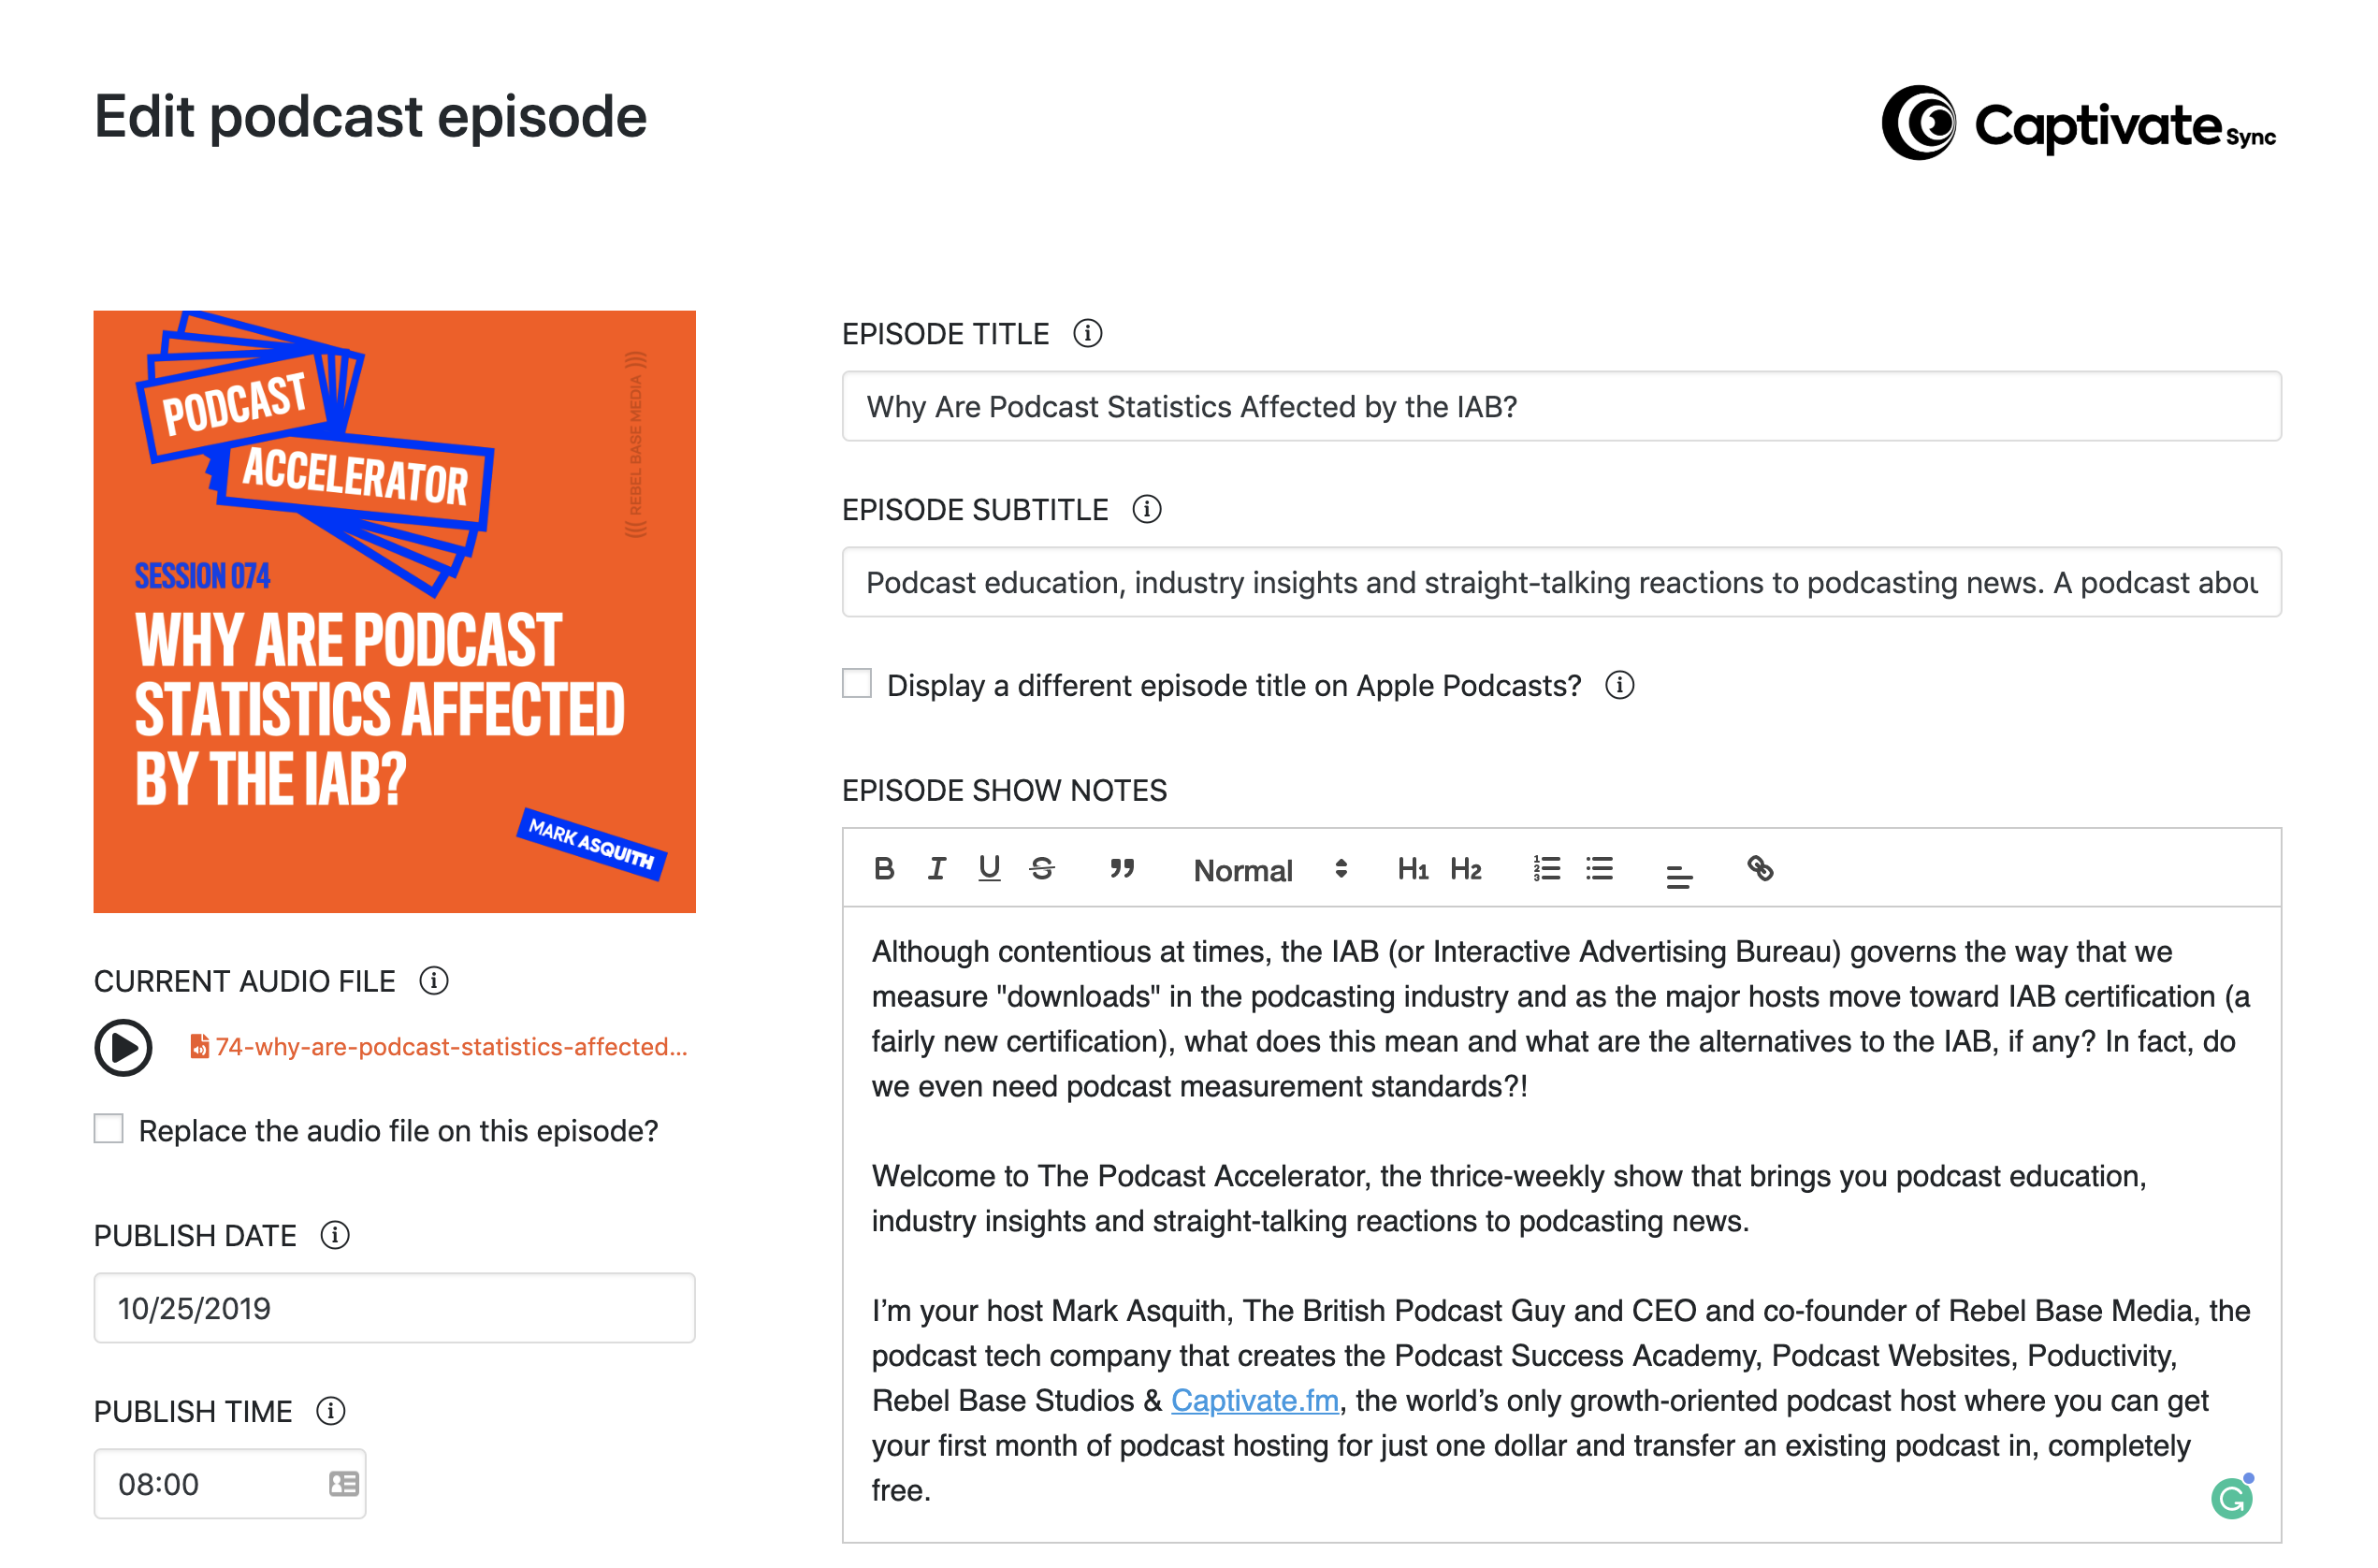 Edit podcast episode
Captivate Sync
PODCAST
ACCELERATOR
((( REBEL BASE MEDIA )))
SESSION 074
WHY ARE PODCAST
STATISTICS AFFECTED
BY THE IAB?
MARK ASQUITH
CURRENT AUDIO FILE
74-why-are-podcast-statistics-affected...
Replace the audio file on this episode?
PUBLISH DATE
10/25/2019
PUBLISH TIME
08:00
EPISODE TITLE
Why Are Podcast Statistics Affected by the IAB?
EPISODE SUBTITLE
Podcast education, industry insights and straight-talking reactions to podcasting news. A podcast abou
Display a different episode title on Apple Podcasts?
EPISODE SHOW NOTES
B I U S ” Normal H1 H2
Although contentious at times, the IAB (or Interactive Advertising Bureau) governs the way that we
measure "downloads" in the podcasting industry and as the major hosts move toward IAB certification (a
fairly new certification), what does this mean and what are the alternatives to the IAB, if any? In fact, do
we even need podcast measurement standards?!
Welcome to The Podcast Accelerator, the thrice-weekly show that brings you podcast education,
industry insights and straight-talking reactions to podcasting news.
I’m your host Mark Asquith, The British Podcast Guy and CEO and co-founder of Rebel Base Media, the
podcast tech company that creates the Podcast Success Academy, Podcast Websites, Poductivity,
Rebel Base Studios & Captivate.fm, the world’s only growth-oriented podcast host where you can get
your first month of podcast hosting for just one dollar and transfer an existing podcast in, completely
free.